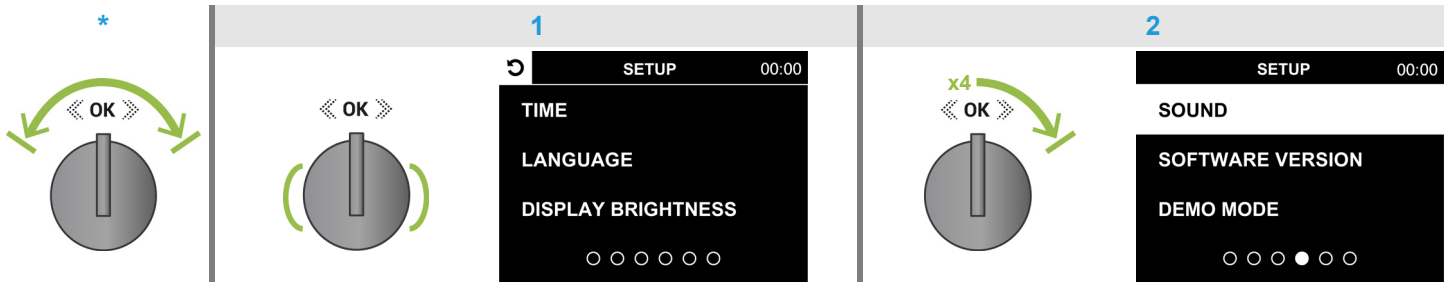 *
1
2
OK
OK
SETUP 00:00
TIME
LANGUAGE
DISPLAY BRIGHTNESS
x4
OK
SETUP 00:00
SOUND
SOFTWARE VERSION
DEMO MODE